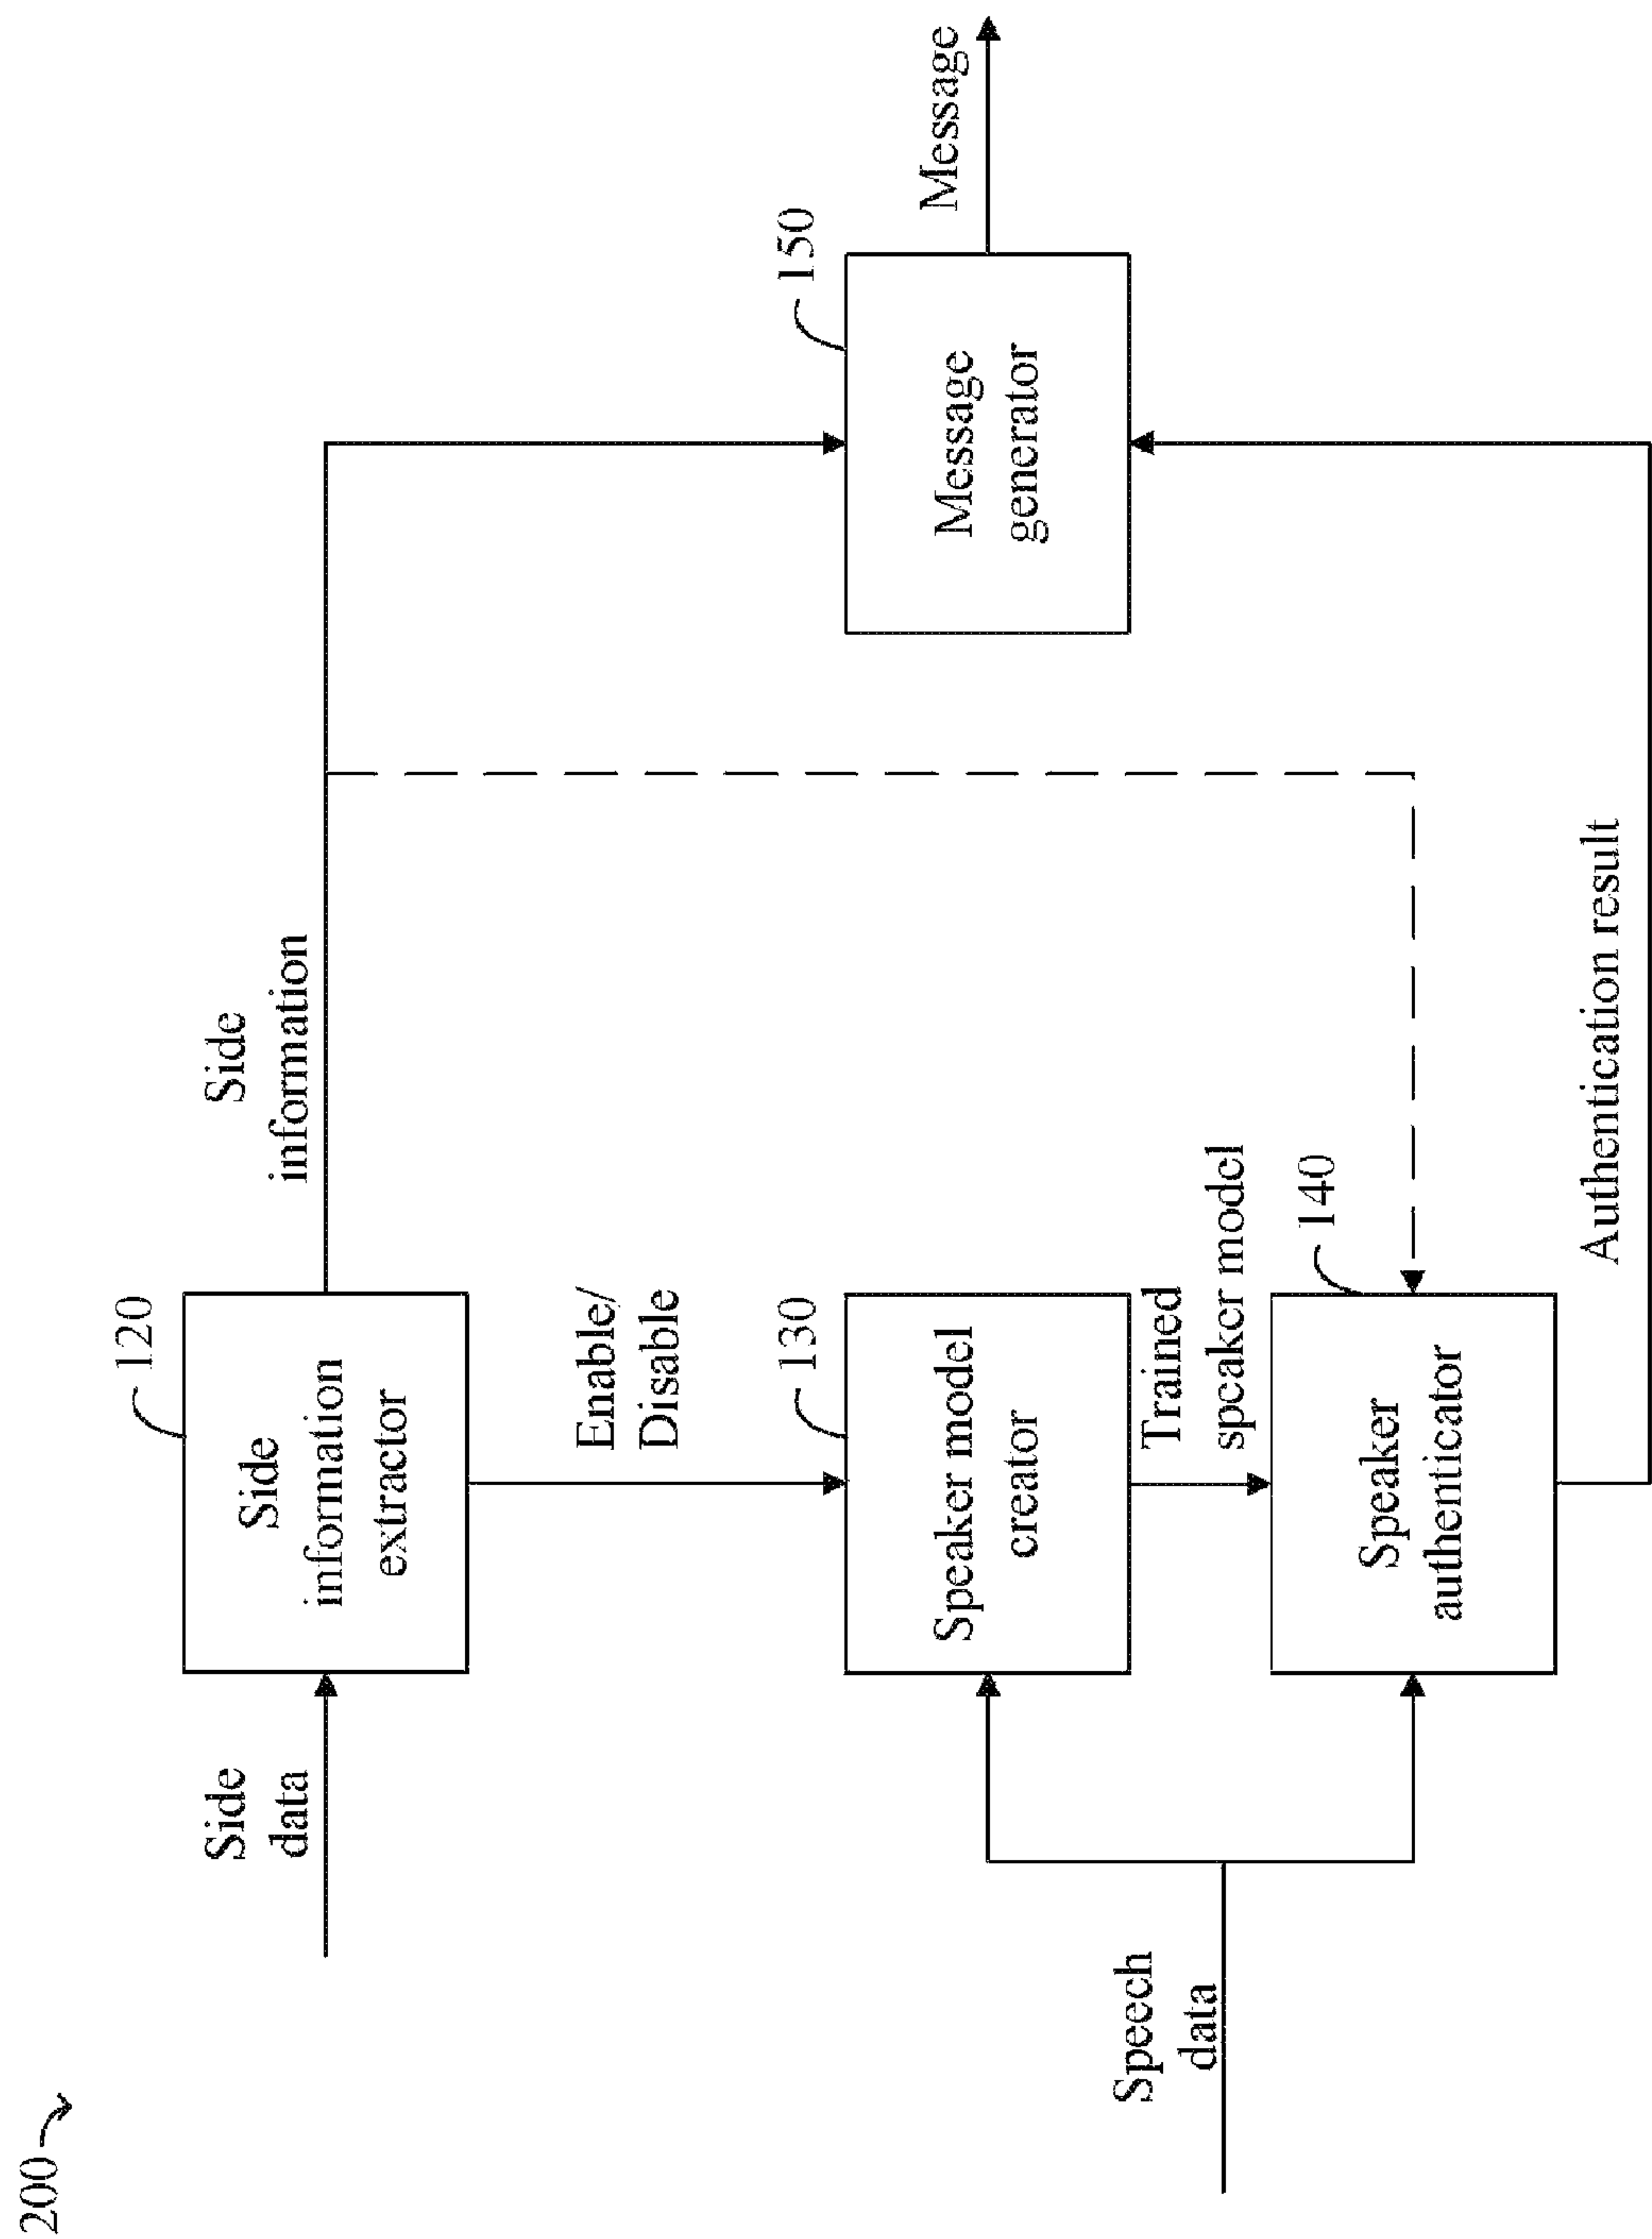 200
Side
data
Side
information
extractor
120
Side
information
Enable/
Disable
Speech
data
Speaker model
creator
130
Trained
speaker model
Speaker
authenticator
140
Authentication result
Message
generator
150
Message